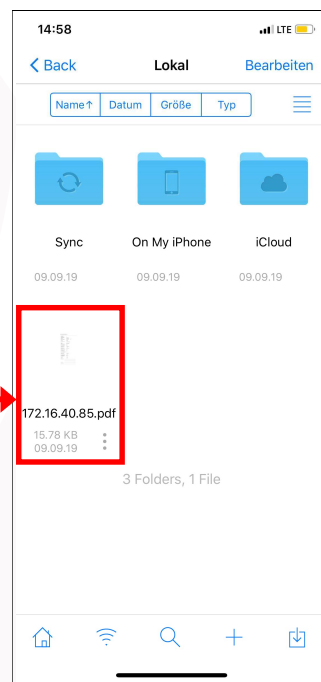 14:58 LTE
Back Lokal Bearbeiten
Name↑ Datum Größe Typ
Sync On My iPhone iCloud
09.09.19 09.09.19 09.09.19
172.16.40.85.pdf
15.78 KB
09.09.19
3 Folders, 1 File